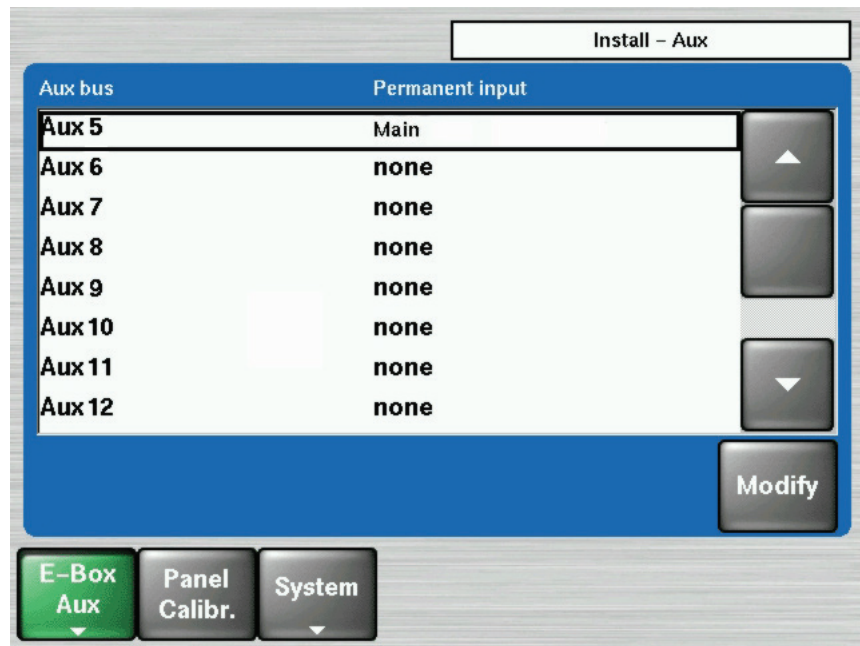 Install – Aux
Aux bus Permanent input
Aux 5 Main
Aux 6 none
Aux 7 none
Aux 8 none
Aux 9 none
Aux 10 none
Aux 11 none
Aux 12 none
Modify
E–Box
Aux
Panel
Calibr.
System